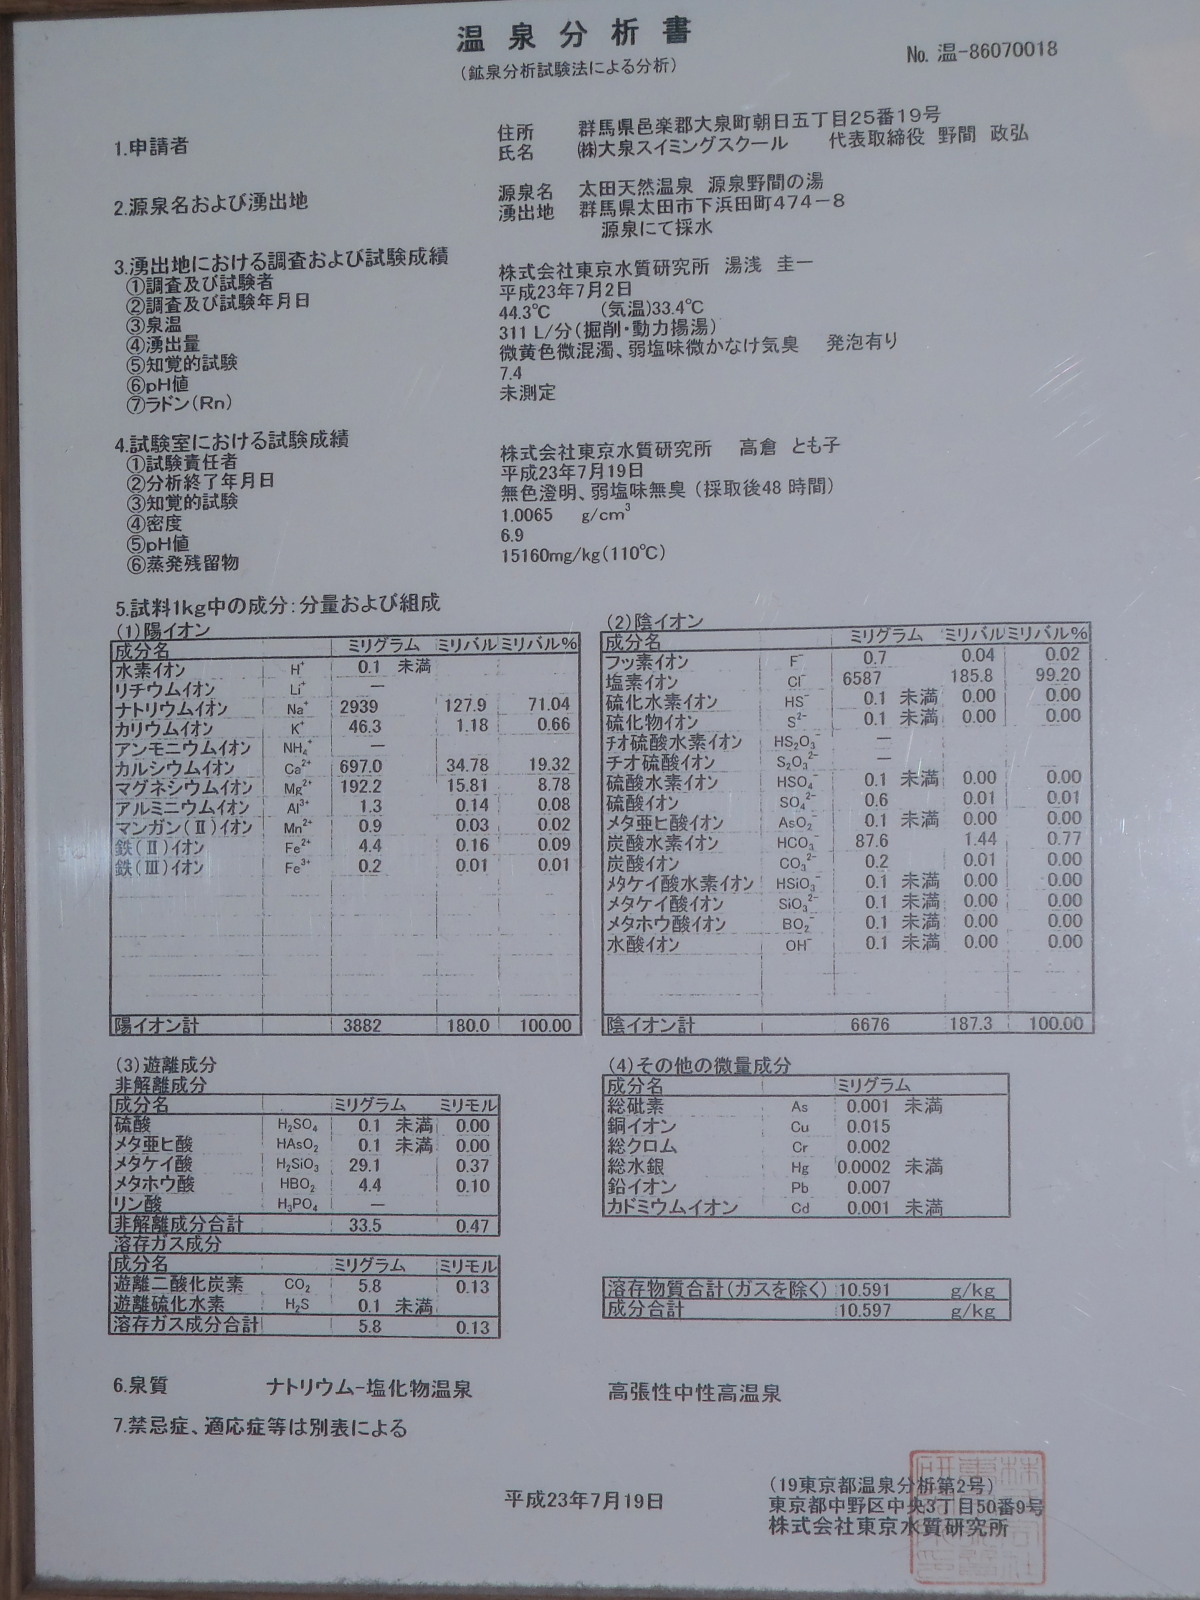 温泉分析書
(鉱泉分析試験法による分析)
No. 温-86070018
1.申請者
住所 群馬県邑楽郡大泉町朝日五丁目25番19号
氏名 ㈱大泉スイミングスクール 代表取締役 野間 政弘
2.源泉名および湧出地
源泉名 太田天然温泉 源泉野間の湯
湧出地 群馬県太田市下浜田町474-8
源泉にて採水
3.湧出地における調査および試験成績
①調査及び試験者 株式会社東京水質研究所 湯浅 圭一
②調査及び試験年月日 平成23年7月2日
③泉温 44.3℃ (気温)33.4℃
④湧出量 311 L/分(掘削・動力揚湯)
⑤知覚的試験 微黄色微混濁、弱塩味微かなけ気臭 発泡有り
⑥pH値 7.4
⑦ラドン(Rn) 未測定
4.試験室における試験成績
①試験責任者 株式会社東京水質研究所 高倉 とも子
②分析終了年月日 平成23年7月19日
③知覚的試験 無色澄明、弱塩味無臭 (採取後48 時間)
④密度 1.0065 g/cm³
⑤pH値 6.9
⑥蒸発残留物 15160mg/kg(110℃)
5.試料1kg中の成分:分量および組成
(1)陽イオン
成分名 ミリグラム ミリバル ミリバル%
水素イオン H⁺ 0.1 未満
リチウムイオン Li⁺ ―
ナトリウムイオン Na⁺ 2939 127.9 71.04
カリウムイオン K⁺ 46.3 1.18 0.66
アンモニウムイオン NH₄⁺ ―
カルシウムイオン Ca²⁺ 697.0 34.78 19.32
マグネシウムイオン Mg²⁺ 192.2 15.81 8.78
アルミニウムイオン Al³⁺ 1.3 0.14 0.08
マンガン(Ⅱ)イオン Mn²⁺ 0.9 0.03 0.02
鉄(Ⅱ)イオン Fe²⁺ 4.4 0.16 0.09
鉄(Ⅲ)イオン Fe³⁺ 0.2 0.01 0.01
陽イオン計 3882 180.0 100.00
(2)陰イオン
成分名 ミリグラム ミリバル ミリバル%
フッ素イオン F⁻ 0.7 0.04 0.02
塩素イオン Cl⁻ 6587 185.8 99.20
硫化水素イオン HS⁻ 0.1 未満 0.00 0.00
硫化物イオン S²⁻ 0.1 未満 0.00 0.00
チオ硫酸水素イオン HS₂O₃⁻ ―
チオ硫酸イオン S₂O₃²⁻ ―
硫酸水素イオン HSO₄⁻ 0.1 未満 0.00 0.00
硫酸イオン SO₄²⁻ 0.6 0.01 0.01
メタ亜ヒ酸イオン AsO₂⁻ 0.1 未満 0.00 0.00
炭酸水素イオン HCO₃⁻ 87.6 1.44 0.77
炭酸イオン CO₃²⁻ 0.2 0.01 0.00
メタケイ酸水素イオン HSiO₃⁻ 0.1 未満 0.00 0.00
メタケイ酸イオン SiO₃²⁻ 0.1 未満 0.00 0.00
メタホウ酸イオン BO₂⁻ 0.1 未満 0.00 0.00
水酸イオン OH⁻ 0.1 未満 0.00 0.00
陰イオン計 6676 187.3 100.00
(3)遊離成分
非解離成分
成分名 ミリグラム ミリモル
硫酸 H₂SO₄ 0.1 未満 0.00
メタ亜ヒ酸 HAsO₂ 0.1 未満 0.00
メタケイ酸 H₂SiO₃ 29.1 0.37
メタホウ酸 HBO₂ 4.4 0.10
リン酸 H₃PO₄ ―
非解離成分合計 33.5 0.47
溶存ガス成分
成分名 ミリグラム ミリモル
遊離二酸化炭素 CO₂ 5.8 0.13
遊離硫化水素 H₂S 0.1 未満
溶存ガス成分合計 5.8 0.13
(4)その他の微量成分
成分名 ミリグラム
総砒素 As 0.001 未満
銅イオン Cu 0.015
総クロム Cr 0.002
総水銀 Hg 0.0002 未満
鉛イオン Pb 0.007
カドミウムイオン Cd 0.001 未満
溶存物質合計(ガスを除く) 10.591 g/kg
成分合計 10.597 g/kg
6.泉質 ナトリウム-塩化物温泉 高張性中性高温泉
7.禁忌症、適応症等は別表による
平成23年7月19日
(19東京都温泉分析第2号)
東京都中野区中央3丁目50番9号
株式会社東京水質研究所